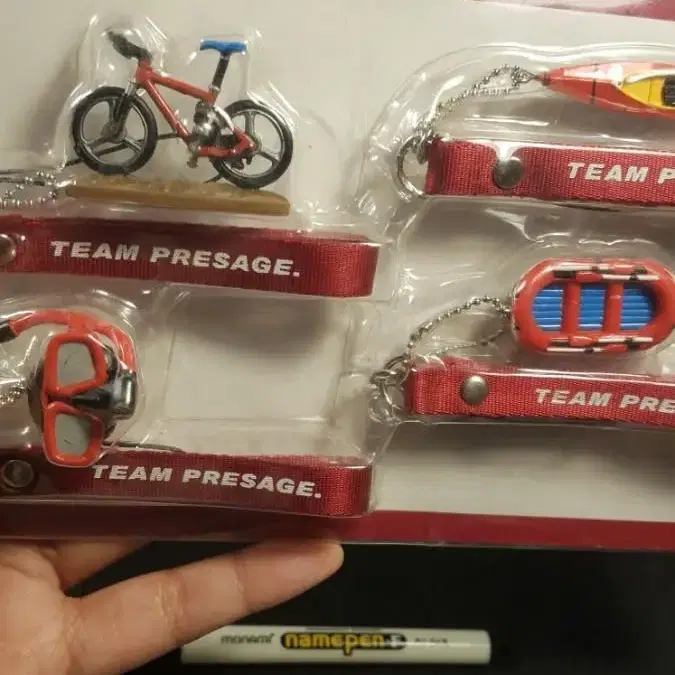 TEAM P
TEAM PRESAGE.
TEAM PRE
TEAM PRESAGE.
monami namepen F